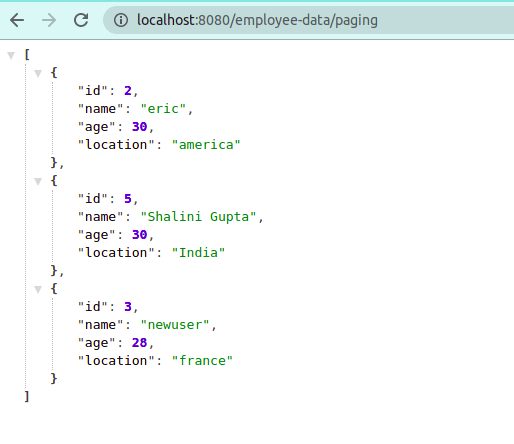 localhost:8080/employee-data/paging
[
{
"id": 2,
"name": "eric",
"age": 30,
"location": "america"
},
{
"id": 5,
"name": "Shalini Gupta",
"age": 30,
"location": "India"
},
{
"id": 3,
"name": "newuser",
"age": 28,
"location": "france"
}
]